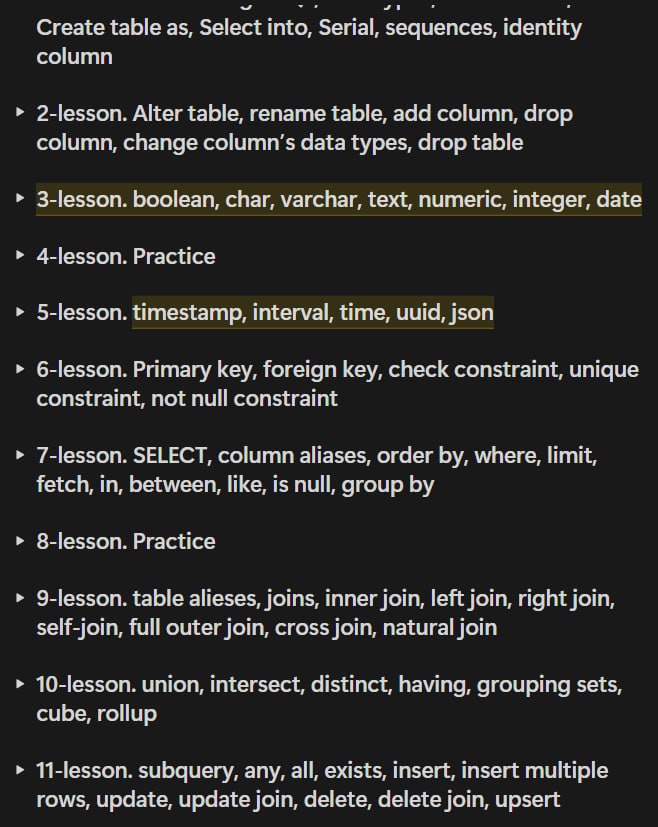 Create table as, Select into, Serial, sequences, identity
column
2-lesson. Alter table, rename table, add column, drop
column, change column's data types, drop table
3-lesson. boolean, char, varchar, text, numeric, integer, date
4-lesson. Practice
5-lesson. timestamp, interval, time, uuid, json
6-lesson. Primary key, foreign key, check constraint, unique
constraint, not null constraint
7-lesson. SELECT, column aliases, order by, where, limit,
fetch, in, between, like, is null, group by
8-lesson. Practice
9-lesson. table alieses, joins, inner join, left join, right join,
self-join, full outer join, cross join, natural join
10-lesson. union, intersect, distinct, having, grouping sets,
cube, rollup
11-lesson. subquery, any, all, exists, insert, insert multiple
rows, update, update join, delete, delete join, upsert